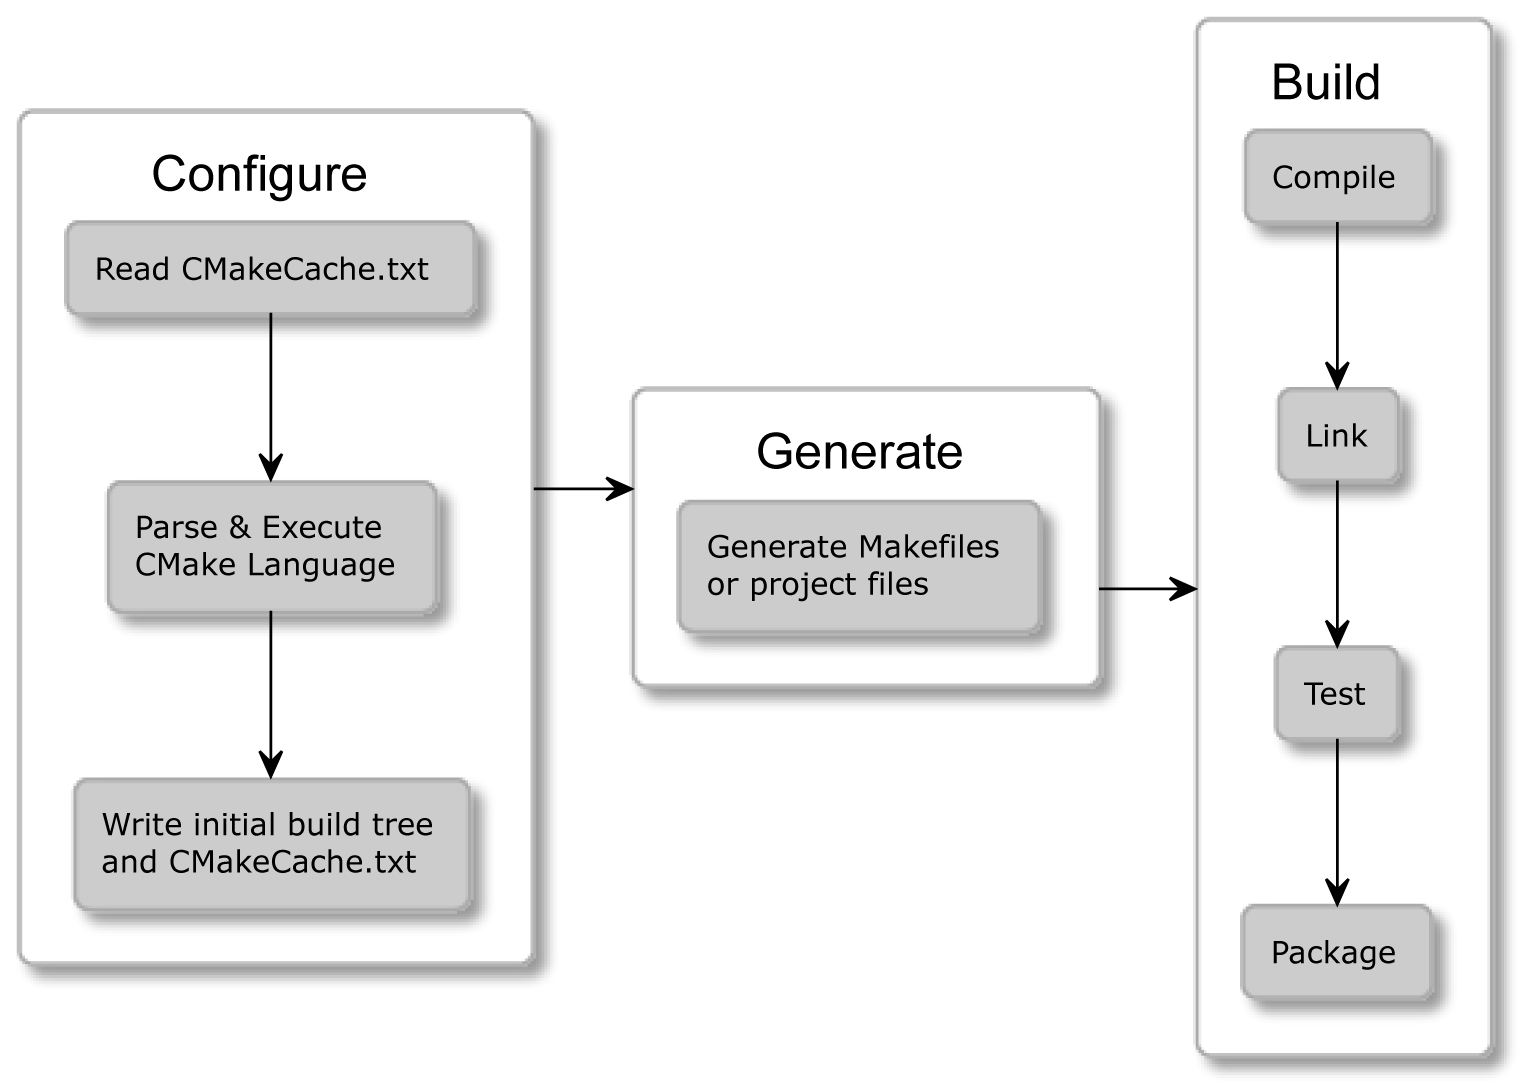 Configure
Read CMakeCache.txt
Parse & Execute
CMake Language
Write initial build tree
and CMakeCache.txt
Generate
Generate Makefiles
or project files
Build
Compile
Link
Test
Package